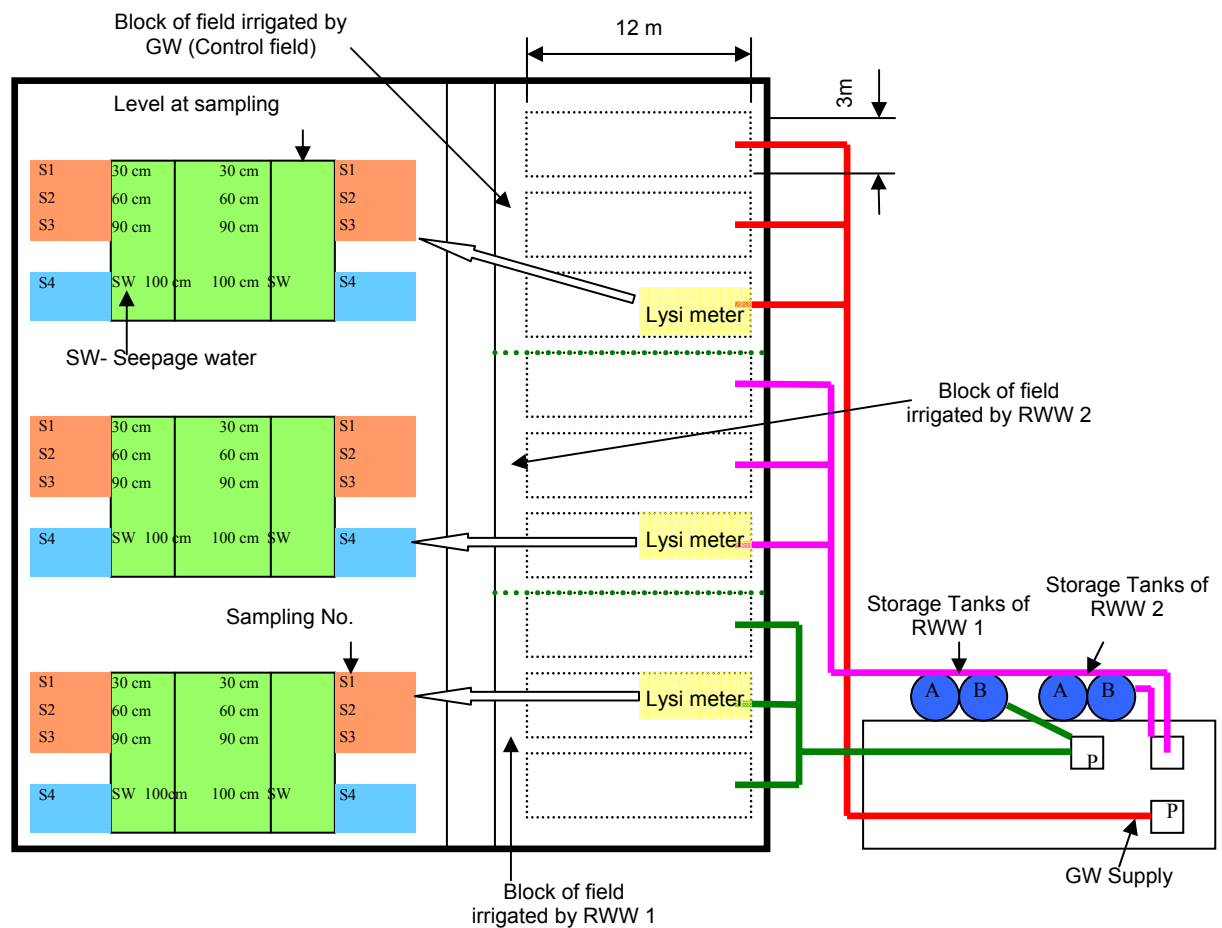 Block of field irrigated by
GW (Control field)
12 m
3m
Level at sampling
S1 30 cm 30 cm S1
S2 60 cm 60 cm S2
S3 90 cm 90 cm S3
S4 SW 100 cm 100 cm SW S4
Lysi meter
SW- Seepage water
Block of field
irrigated by RWW 2
S1 30 cm 30 cm S1
S2 60 cm 60 cm S2
S3 90 cm 90 cm S3
S4 SW 100 cm 100 cm SW S4
Lysi meter
Sampling No.
Storage Tanks of
RWW 1
Storage Tanks of
RWW 2
S1 30 cm 30 cm S1
S2 60 cm 60 cm S2
S3 90 cm 90 cm S3
S4 SW 100cm 100 cm SW S4
Lysi meter
A B A B
P
P
GW Supply
Block of field
irrigated by RWW 1